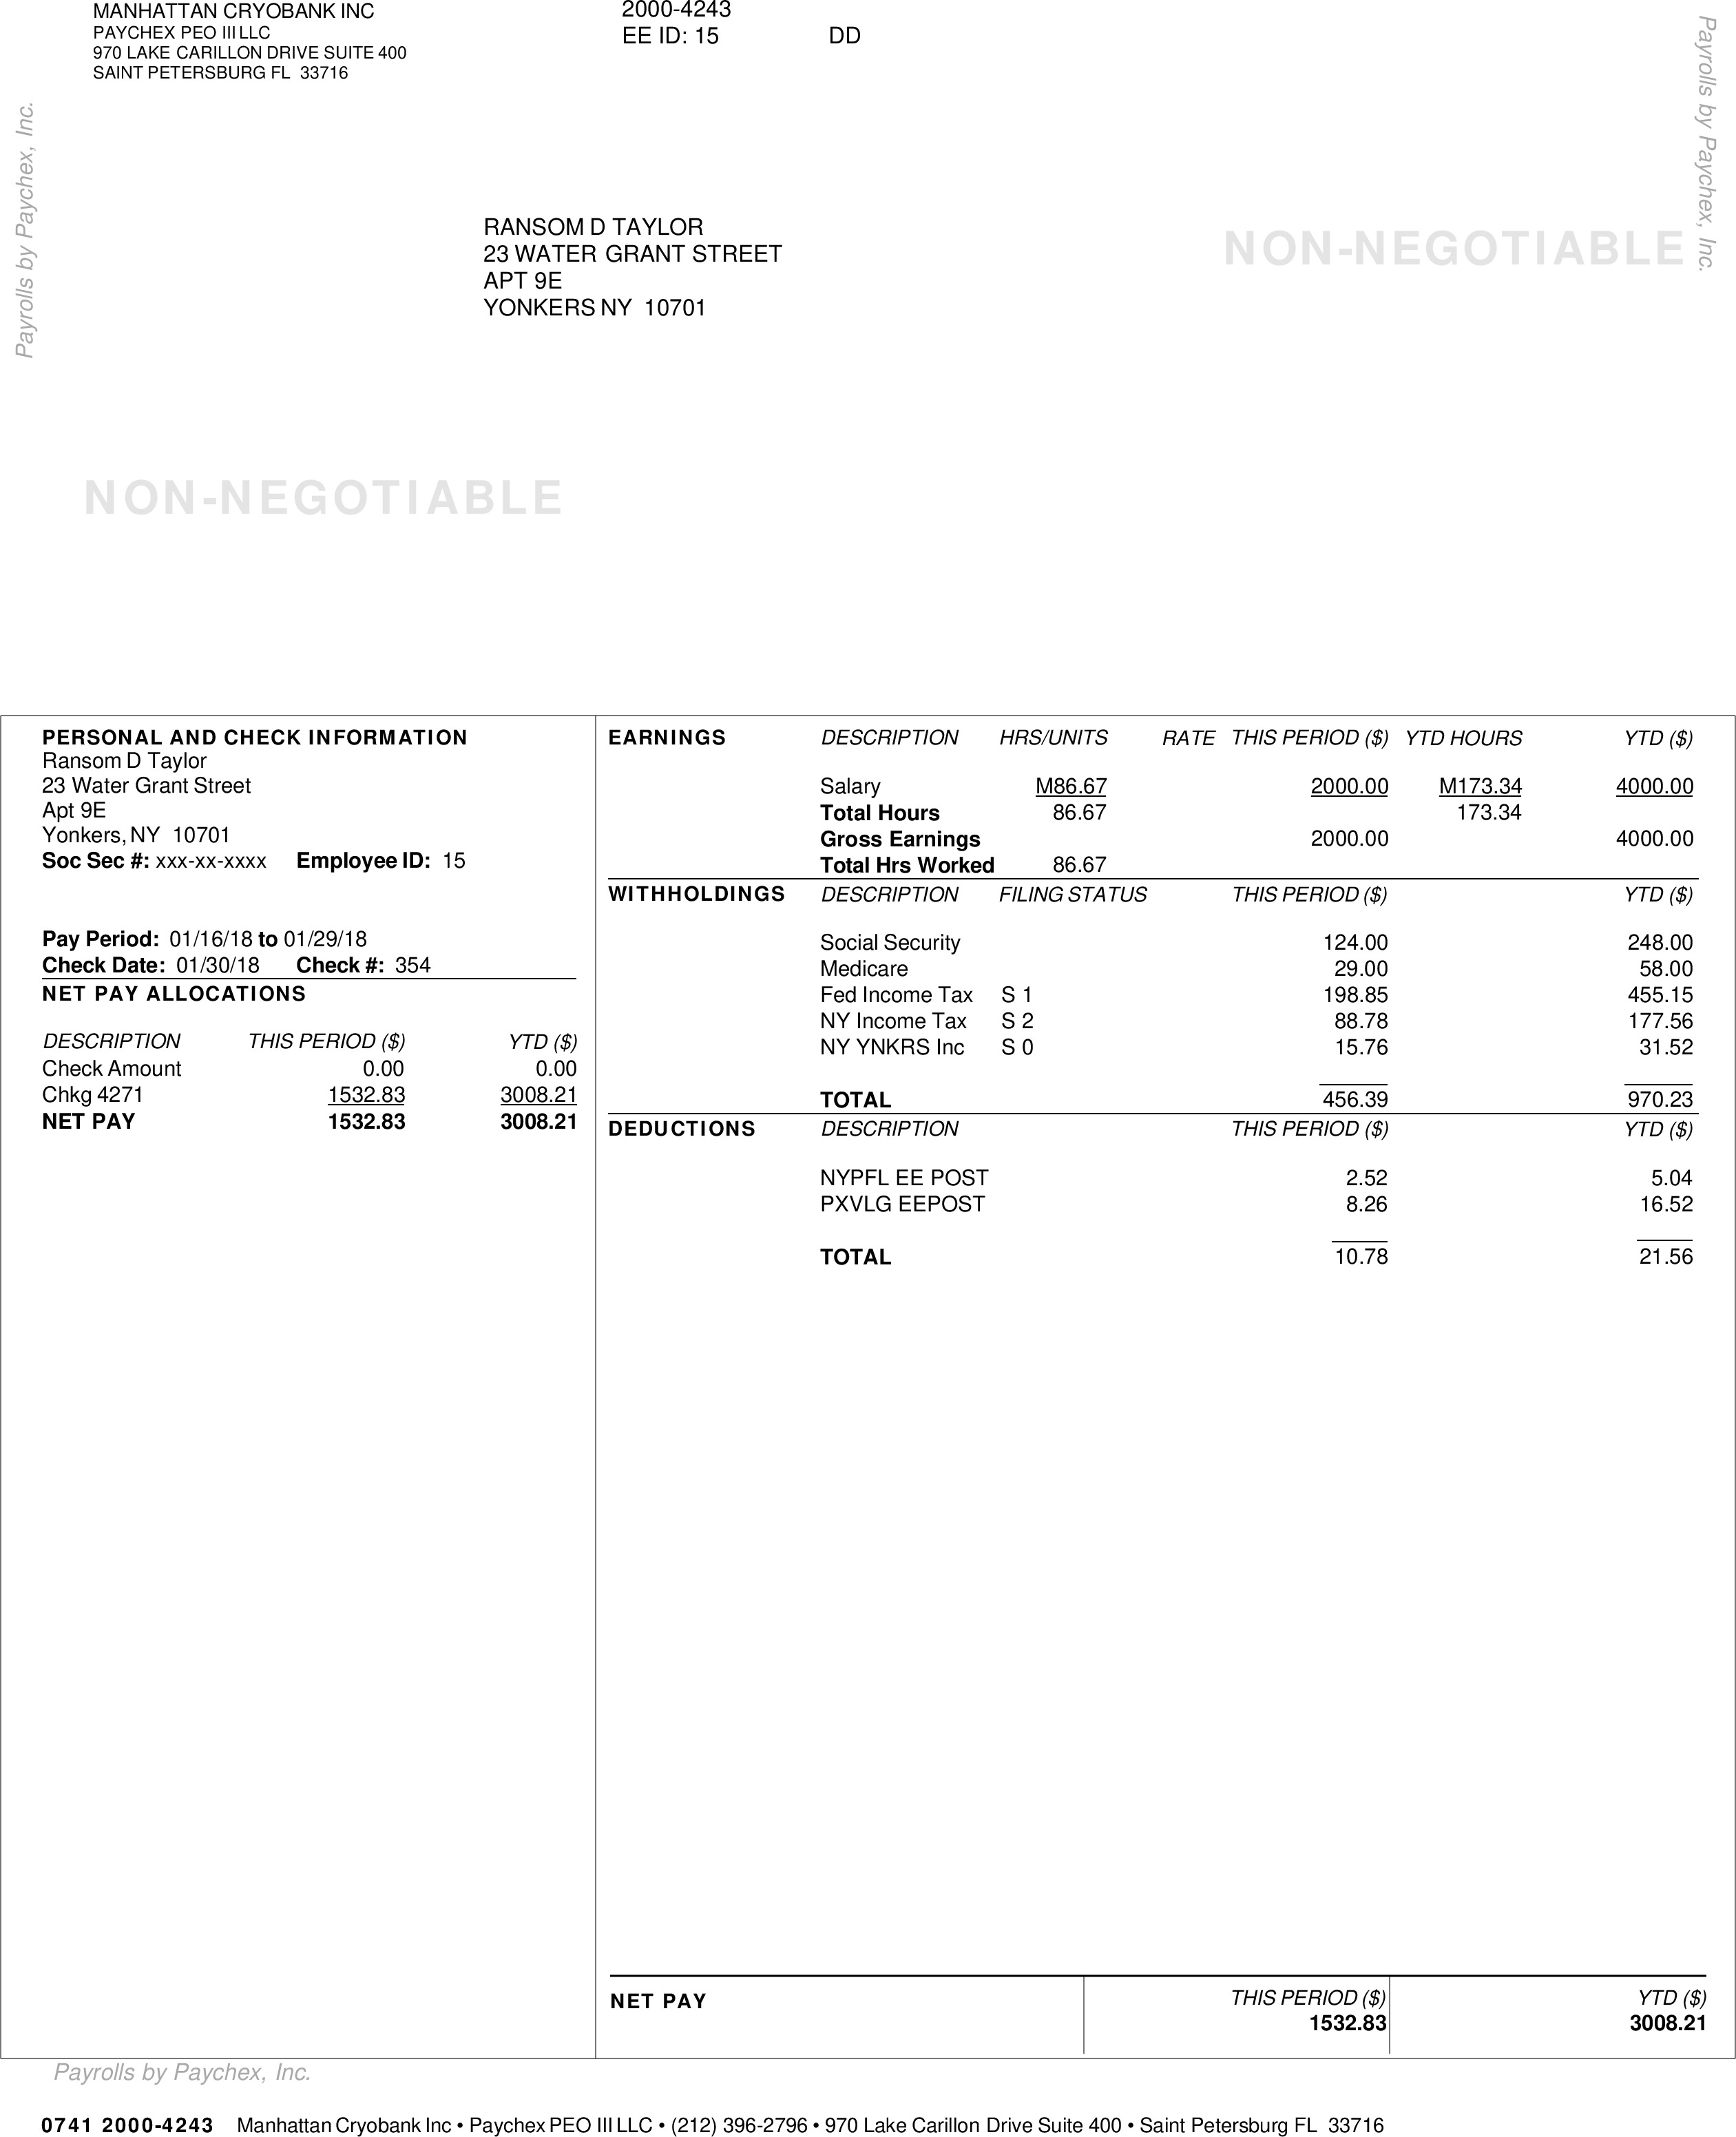 MANHATTAN CRYOBANK INC
PAYCHEX PEO III LLC
970 LAKE CARILLON DRIVE SUITE 400
SAINT PETERSBURG FL 33716
2000-4243
EE ID: 15 DD
Payrolls by Paychex, Inc.
Payrolls by Paychex, Inc.
RANSOM D TAYLOR
23 WATER GRANT STREET
APT 9E
YONKERS NY 10701
NON-NEGOTIABLE
NON-NEGOTIABLE
PERSONAL AND CHECK INFORMATION
Ransom D Taylor
23 Water Grant Street
Apt 9E
Yonkers, NY 10701
Soc Sec #: xxx-xx-xxxx Employee ID: 15
Pay Period: 01/16/18 to 01/29/18
Check Date: 01/30/18 Check #: 354
NET PAY ALLOCATIONS
DESCRIPTION THIS PERIOD ($) YTD ($)
Check Amount 0.00 0.00
Chkg 4271 1532.83 3008.21
NET PAY 1532.83 3008.21
EARNINGS DESCRIPTION HRS/UNITS RATE THIS PERIOD ($) YTD HOURS YTD ($)
Salary M86.67 2000.00 M173.34 4000.00
Total Hours 86.67 173.34
Gross Earnings 2000.00 4000.00
Total Hrs Worked 86.67
WITHHOLDINGS DESCRIPTION FILING STATUS THIS PERIOD ($) YTD ($)
Social Security 124.00 248.00
Medicare 29.00 58.00
Fed Income Tax S 1 198.85 455.15
NY Income Tax S 2 88.78 177.56
NY YNKRS Inc S 0 15.76 31.52
TOTAL 456.39 970.23
DEDUCTIONS DESCRIPTION THIS PERIOD ($) YTD ($)
NYPFL EE POST 2.52 5.04
PXVLG EEPOST 8.26 16.52
TOTAL 10.78 21.56
NET PAY THIS PERIOD ($) YTD ($)
1532.83 3008.21
Payrolls by Paychex, Inc.
0741 2000-4243 Manhattan Cryobank Inc • Paychex PEO III LLC • (212) 396-2796 • 970 Lake Carillon Drive Suite 400 • Saint Petersburg FL 33716